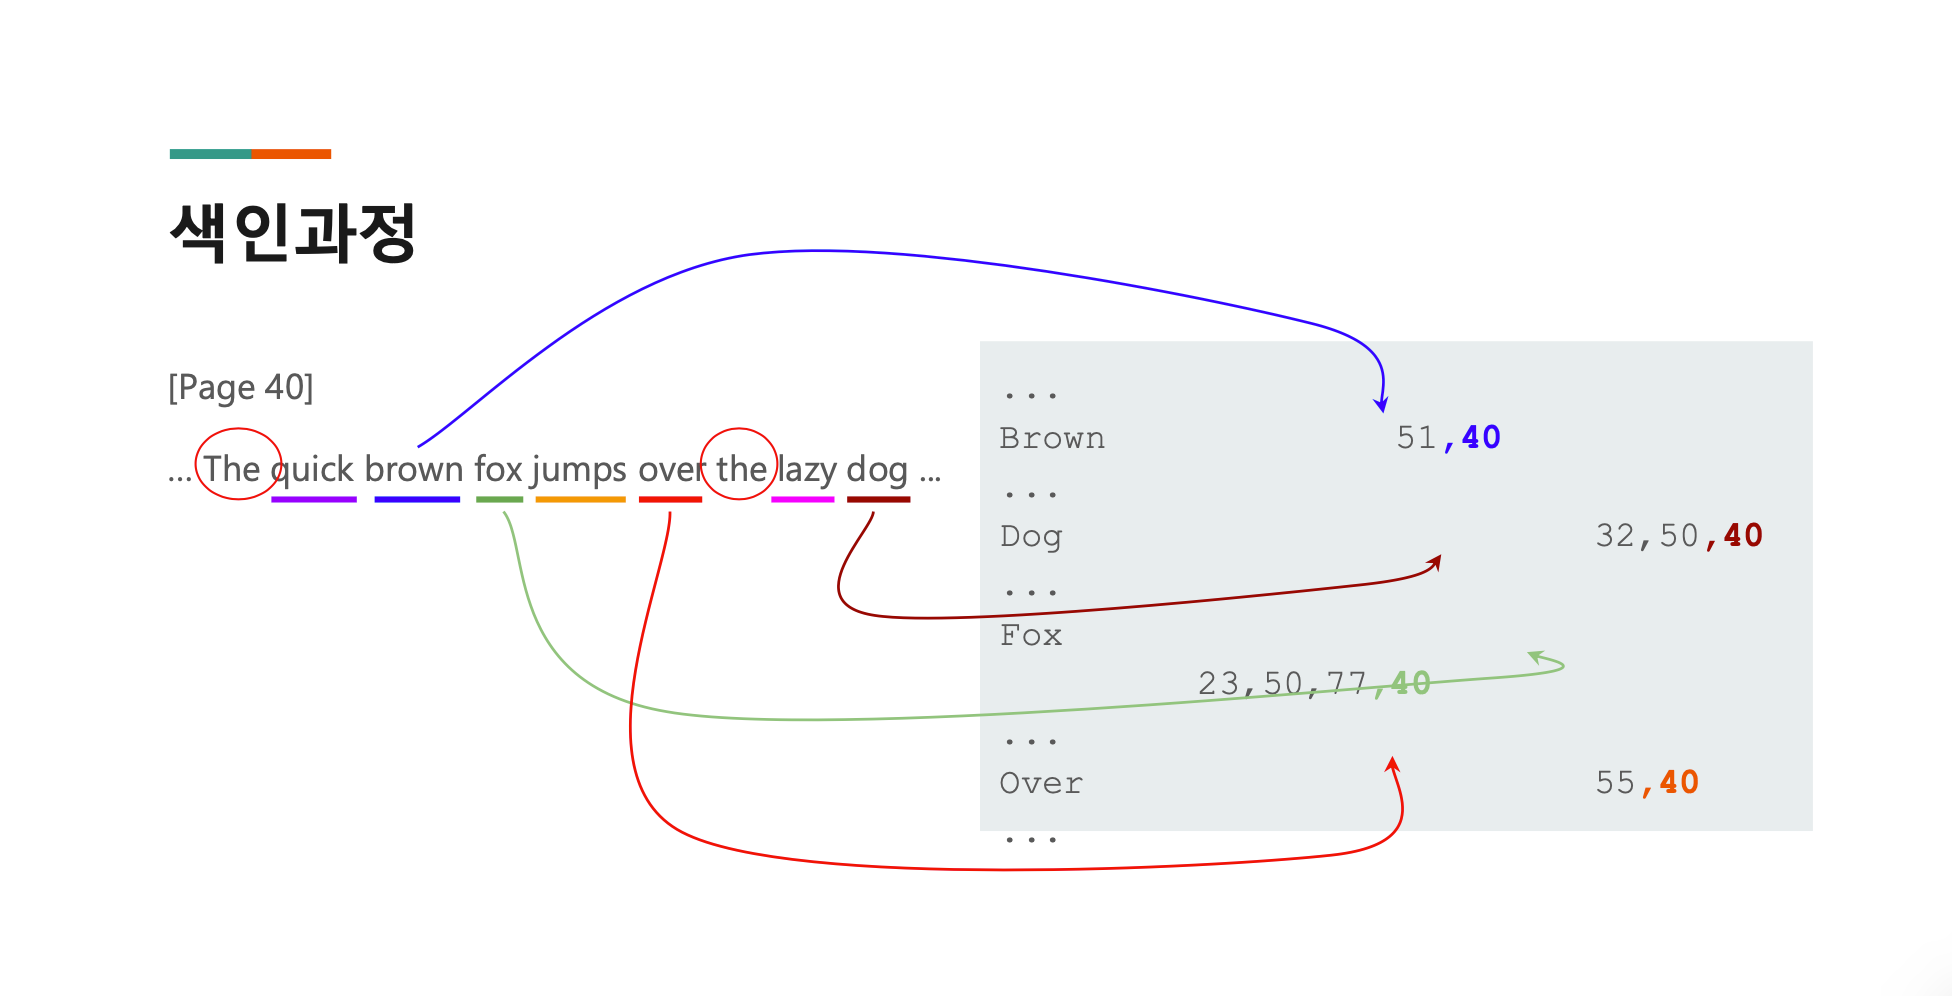 색인과정
[Page 40]
... The quick brown fox jumps over the lazy dog ...
...
Brown 51,40
...
Dog 32,50,40
...
Fox
23,50,77,40
...
Over 55,40
...